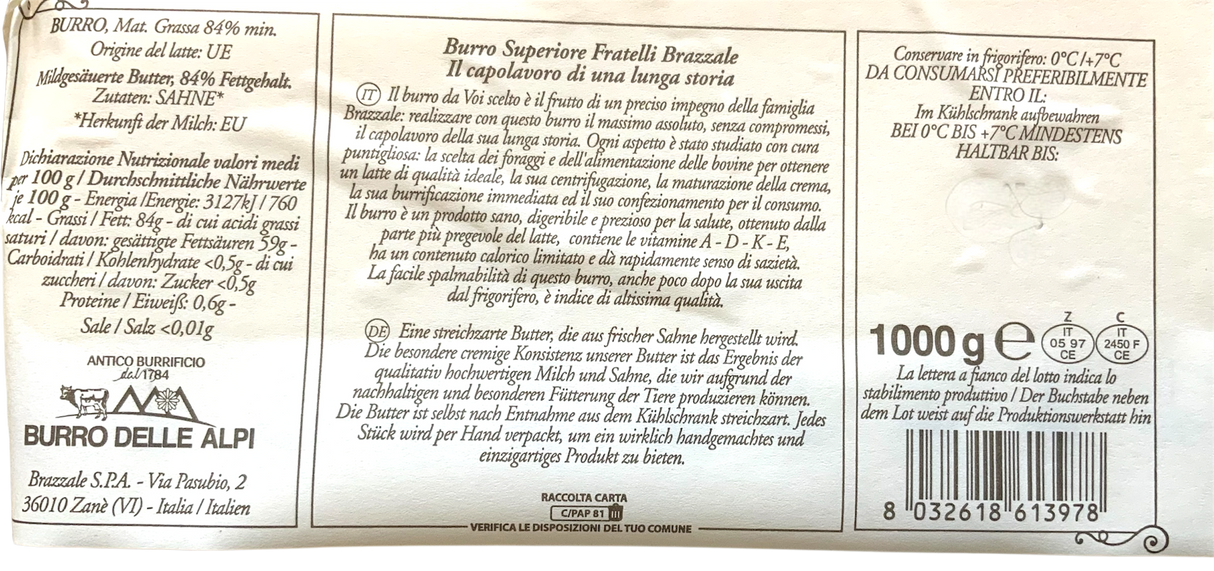 BURRO, Mat. Grassa 84% min.
Origine del latte: UE
Mildgesäuerte Butter, 84% Fettgehalt.
Zutaten: SAHNE*
*Herkunft der Milch: EU
Dichiarazione Nutrizionale valori medi
per 100 g / Durchschnittliche Nährwerte
je 100 g - Energia /Energie: 3127kJ / 760
kcal - Grassi / Fett: 84g - di cui acidi grassi
saturi / davon: gesättigte Fettsäuren 59g -
Carboidrati / Kohlenhydrate <0,5g - di cui
zuccheri / davon: Zucker <0,5g
Proteine / Eiweiß: 0,6g -
Sale / Salz <0,01g
ANTICO BURRIFICIO
dal 1784
BURRO DELLE ALPI
Brazzale S.P.A. - Via Pasubio, 2
36010 Zanè (VI) - Italia / Italien
Burro Superiore Fratelli Brazzale
Il capolavoro di una lunga storia
IT Il burro da Voi scelto è il frutto di un preciso impegno della famiglia
Brazzale: realizzare con questo burro il massimo assoluto, senza compromessi,
il capolavoro della sua lunga storia. Ogni aspetto è stato studiato con cura
puntigliosa: la scelta dei foraggi e dell'alimentazione delle bovine per ottenere
un latte di qualità ideale, la sua centrifugazione, la maturazione della crema,
la sua burrificazione immediata ed il suo confezionamento per il consumo.
Il burro è un prodotto sano, digeribile e prezioso per la salute, ottenuto dalla
parte più pregevole del latte, contiene le vitamine A - D - K - E,
ha un contenuto calorico limitato e dà rapidamente senso di sazietà.
La facile spalmabilità di questo burro, anche poco dopo la sua uscita
dal frigorifero, è indice di altissima qualità.
DE Eine streichzarte Butter, die aus frischer Sahne hergestellt wird.
Die besondere cremige Konsistenz unserer Butter ist das Ergebnis der
qualitativ hochwertigen Milch und Sahne, die wir aufgrund der
nachhaltigen und besonderen Fütterung der Tiere produzieren können.
Die Butter ist selbst nach Entnahme aus dem Kühlschrank streichzart. Jedes
Stück wird per Hand verpackt, um ein wirklich handgemachtes und
einzigartiges Produkt zu bieten.
RACCOLTA CARTA
C/PAP 81
VERIFICA LE DISPOSIZIONI DEL TUO COMUNE
Conservare in frigorifero: 0°C /+7°C
DA CONSUMARSI PREFERIBILMENTE
ENTRO IL:
Im Kühlschrank aufbewahren
BEI 0°C BIS +7°C MINDESTENS
HALTBAR BIS:
1000 g e
Z
IT
05 97
CE
C
IT
2450 F
CE
La lettera a fianco del lotto indica lo
stabilimento produttivo / Der Buchstabe neben
dem Lot weist auf die Produktionswerkstatt hin
8 032618 613978